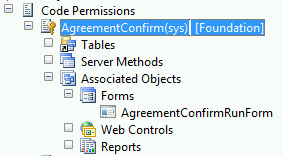 Code Permissions
AgreementConfirm(sys) [Foundation]
Tables
Server Methods
Associated Objects
Forms
AgreementConfirmRunForm
Web Controls
Reports